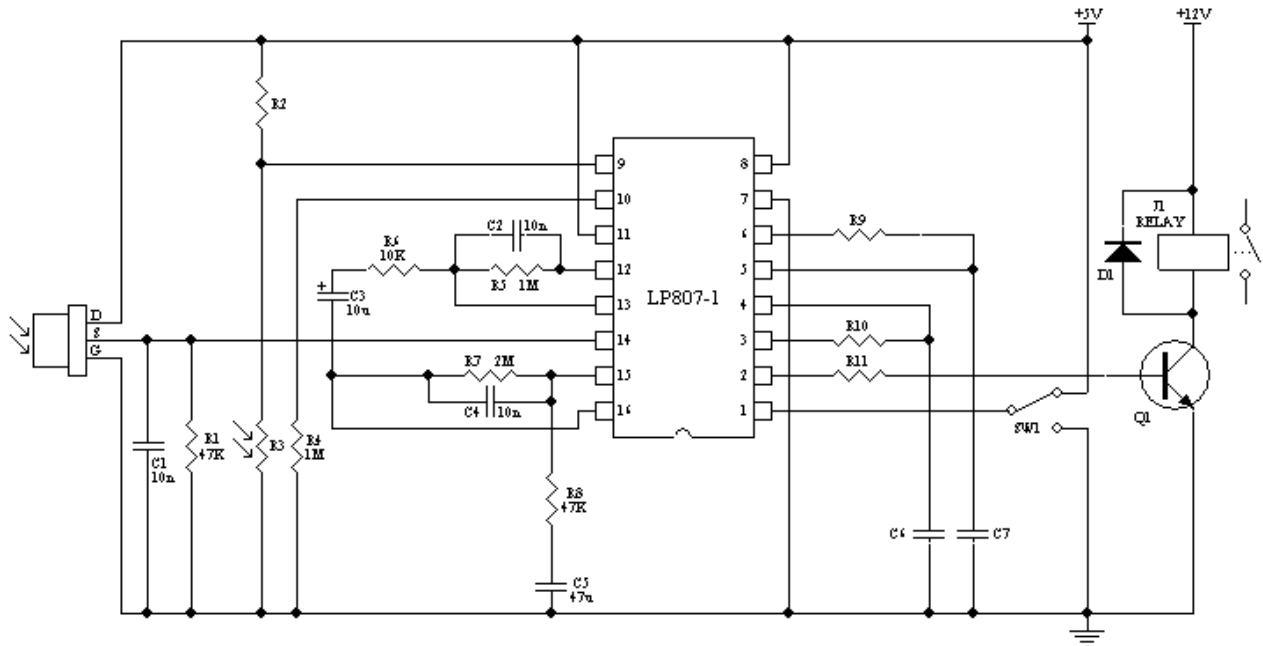 +5V
+12V
R2
9
8
10
7
11
6
12
5
13
4
14
3
15
2
16
1
LP807-1
C2
10n
R6
10K
R5
1M
C3
10u
+
D
S
G
R7
2M
C4
10n
C1
10n
R1
47K
R3
R4
1M
R8
47K
C5
47u
R9
R10
R11
C6
C7
SW1
J1
RELAY
D1
Q1